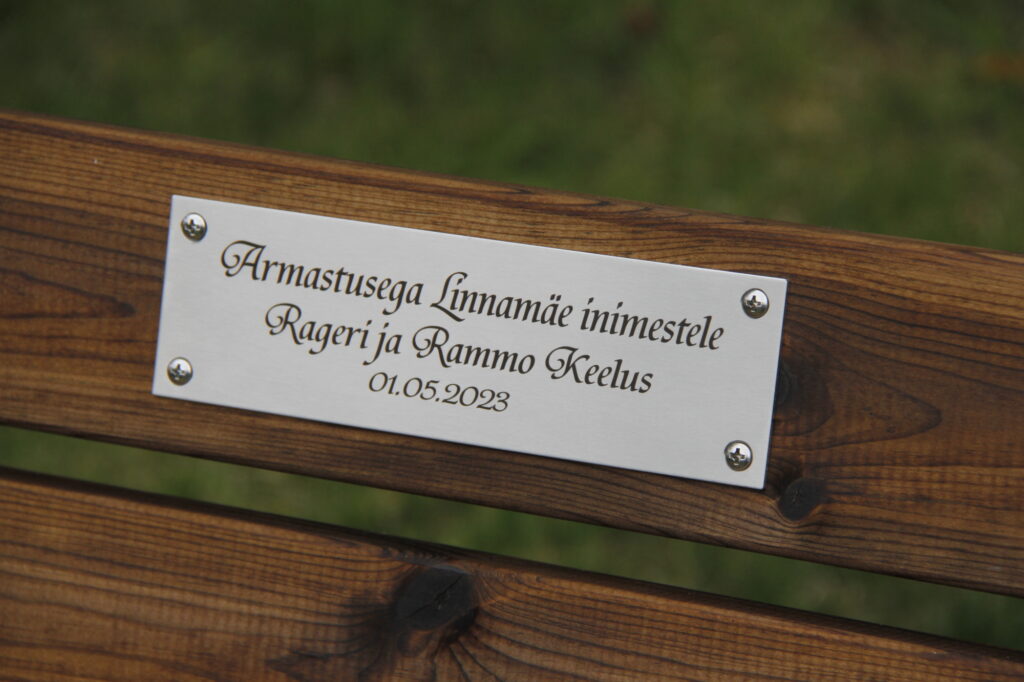 Armastusega Linnamäe inimestele
Rageri ja Rammo Keelus
01.05.2023